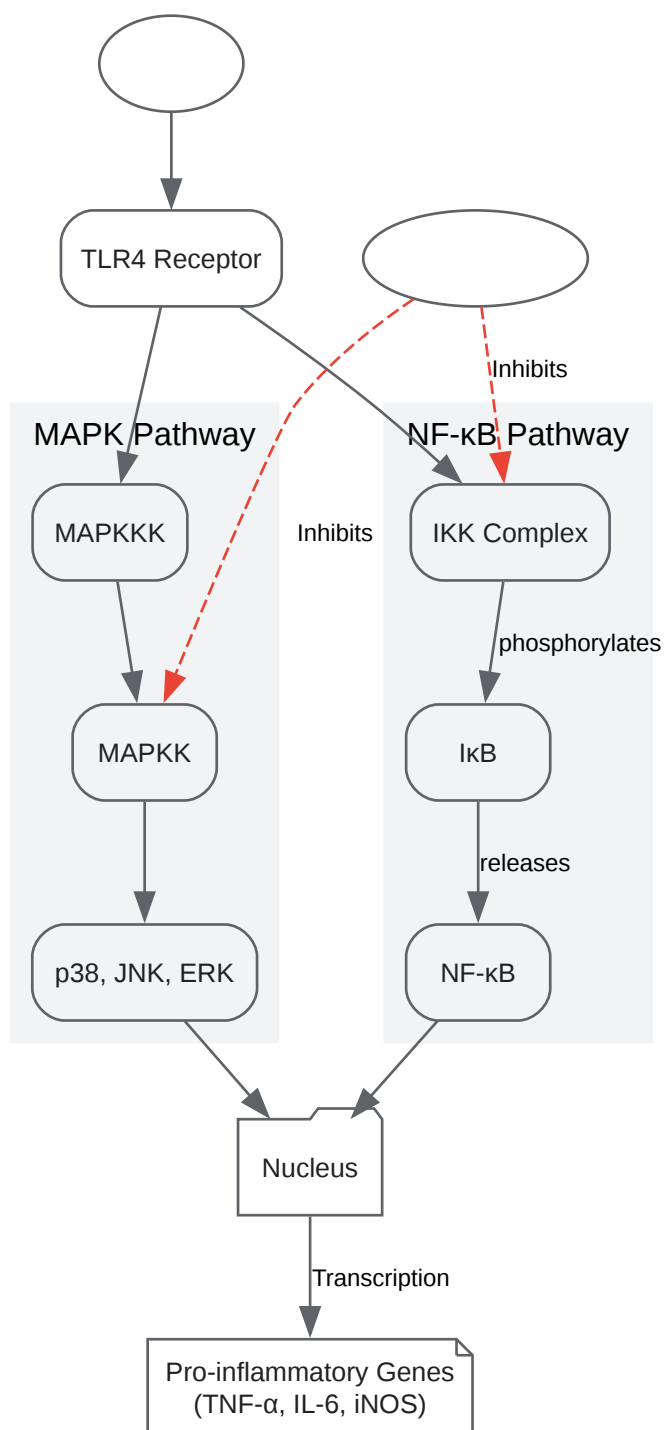 TLR4 Receptor
Inhibits
MAPK Pathway
NF-κB Pathway
MAPKKK
Inhibits
IKK Complex
phosphorylates
MAPKK
IκB
releases
p38, JNK, ERK
NF-κB
Nucleus
Transcription
Pro-inflammatory Genes
(TNF-α, IL-6, iNOS)